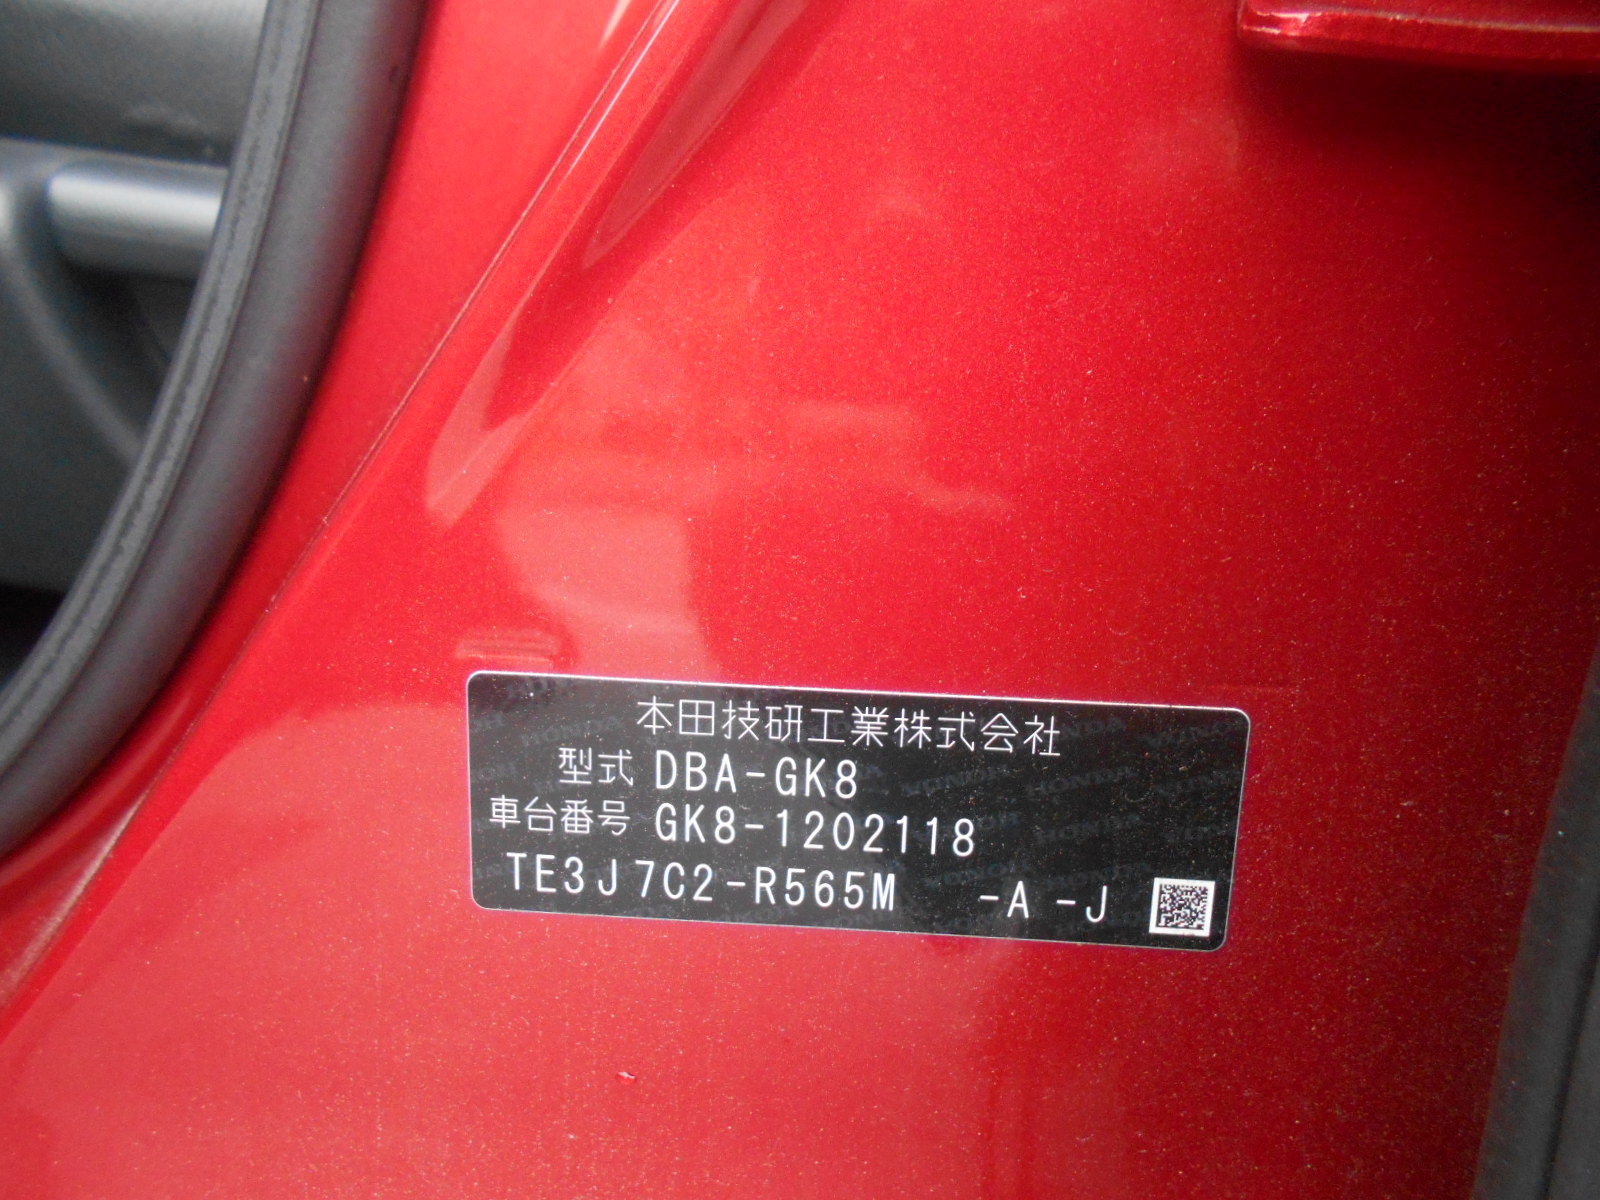 本田技研工業株式会社
型式 DBA-GK8
車台番号 GK8-1202118
TE3J7C2-R565M -A -J